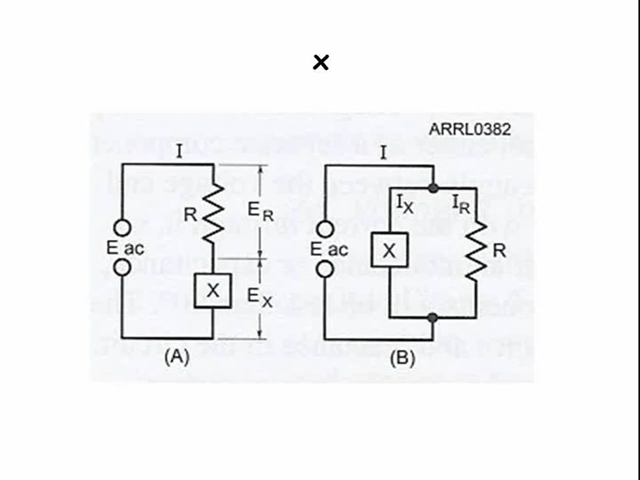 ×
ARRL0382
I
R
X
E ac
E_R
E_X
(A)
I
I_X
I_R
X
R
E ac
(B)